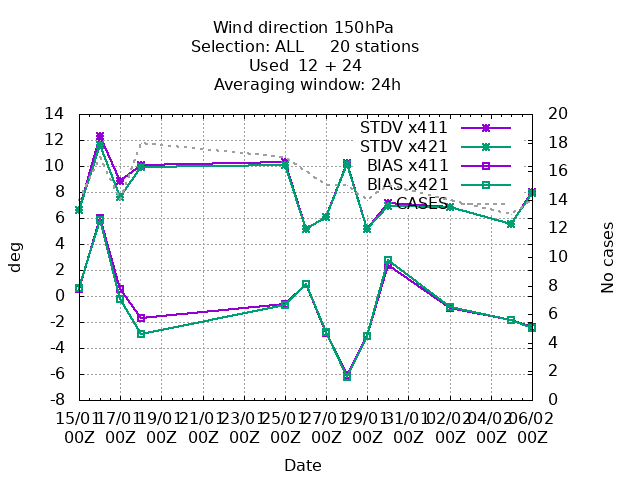 Wind direction 150hPa
Selection: ALL     20 stations
Used  12 + 24
Averaging window: 24h
STDV x411
STDV x421
BIAS x411
BIAS x421
CASES
14
12
10
8
6
4
2
0
-2
-4
-6
-8
deg
20
18
16
14
12
10
8
6
4
2
0
No cases
15/01 17/01 19/01 21/01 23/01 25/01 27/01 29/01 31/01 02/02 04/02 06/02
00Z 00Z 00Z 00Z 00Z 00Z 00Z 00Z 00Z 00Z 00Z 00Z
Date